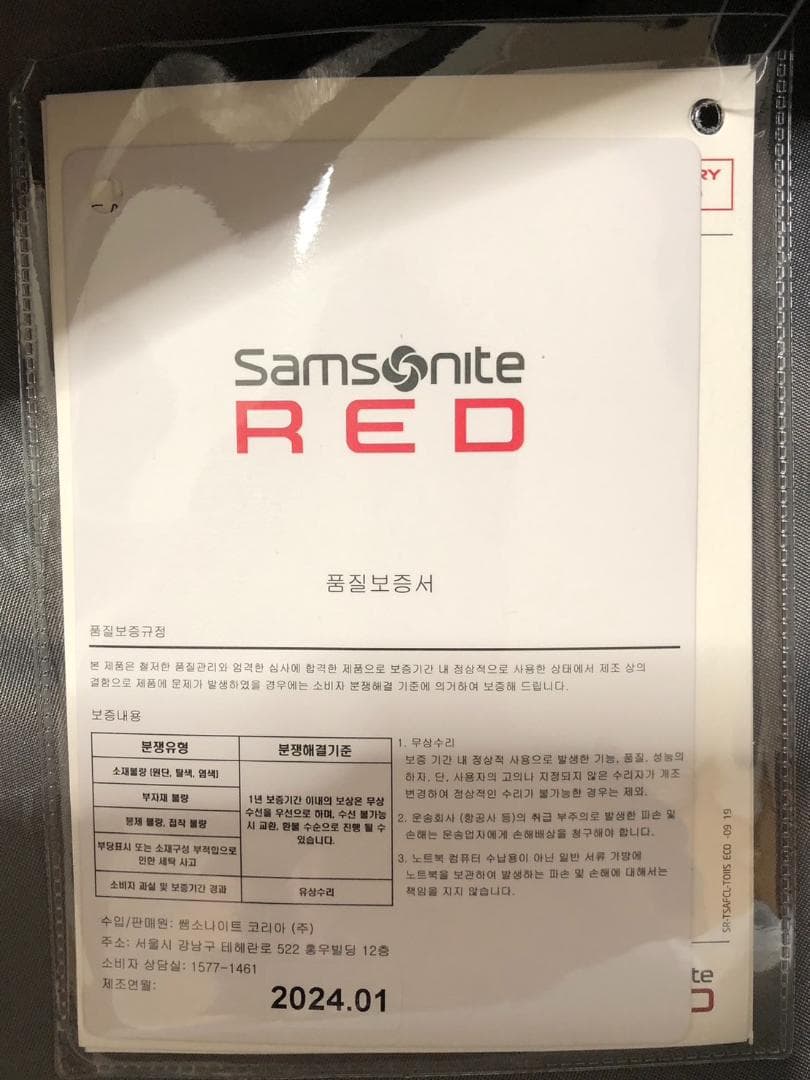 RY
Samsonite
RED
품질보증서
품질보증규정
본 제품은 철저한 품질관리와 엄격한 심사에 합격한 제품으로 보증기간 내 정상적으로 사용한 상태에서 제조 상의
결함으로 제품에 문제가 발생하였을 경우에는 소비자 분쟁해결 기준에 의거하여 보증해 드립니다.
보증내용
분쟁유형
분쟁해결기준
소재불량 (원단, 탈색, 염색)
부자재 불량
봉제 불량, 접착 불량
부당표시 또는 소재구성 부적입으로
인한 세탁 사고
1년 보증기간 이내의 보상은 무상
수선을 우선으로 하며, 수선 불가능
시 교환, 환불 수순으로 진행 될 수
있습니다.
소비자 과실 및 보증기간 경과
유상수리
1. 무상수리
보증 기간 내 정상적 사용으로 발생한 기능, 품질, 성능의
하자, 단, 사용자의 고의나 지정되지 않은 수리자가 개조
변경하여 정상적인 수리가 불가능한 경우는 제외.
2. 운송회사 (항공사 등)의 취급 부주의로 발생한 파손 및
손해는 운송업자에게 손해배상을 청구해야 합니다.
3. 노트북 컴퓨터 수납용이 아닌 일반 서류 가방에
노트북을 보관하여 발생하는 파손 및 손해에 대해서는
책임을 지지 않습니다.
수입/판매원: 쌤소나이트 코리아 (주)
주소: 서울시 강남구 테헤란로 522 홍우빌딩 12층
소비자 상담실: 1577-1461
제조연월:
2024.01
SR-TSAFCL-T01IS ECO -09 19
te
D